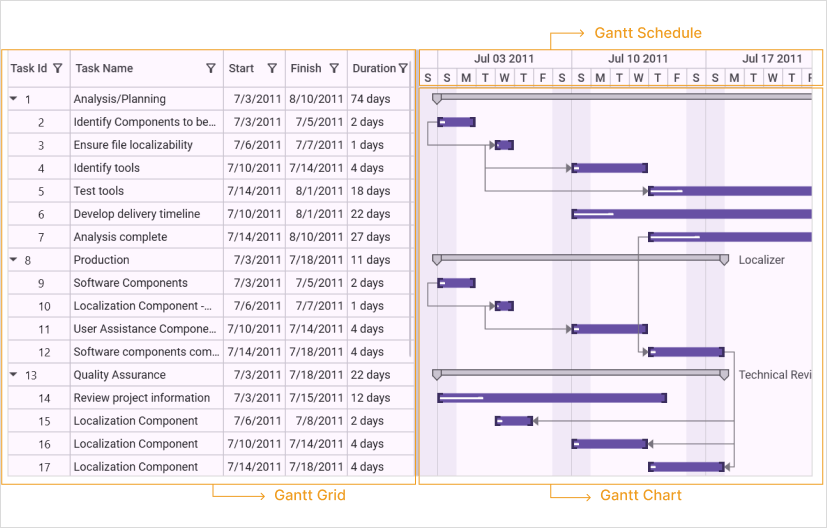 Gantt Schedule
Task Id Task Name Start Finish Duration
Jul 03 2011 Jul 10 2011 Jul 17 2011
S S M T W T F S S M T W T F S S M T W T F
1 Analysis/Planning 7/3/2011 8/10/2011 74 days
2 Identify Components to be... 7/3/2011 7/5/2011 2 days
3 Ensure file localizability 7/6/2011 7/7/2011 1 days
4 Identify tools 7/10/2011 7/14/2011 4 days
5 Test tools 7/14/2011 8/1/2011 18 days
6 Develop delivery timeline 7/10/2011 8/1/2011 22 days
7 Analysis complete 7/14/2011 8/10/2011 27 days
8 Production 7/3/2011 7/18/2011 11 days Localizer
9 Software Components 7/3/2011 7/5/2011 2 days
10 Localization Component -... 7/6/2011 7/7/2011 1 days
11 User Assistance Compone... 7/10/2011 7/14/2011 4 days
12 Software components com... 7/14/2011 7/18/2011 4 days
13 Quality Assurance 7/3/2011 7/18/2011 22 days Technical Revi
14 Review project information 7/3/2011 7/15/2011 12 days
15 Localization Component 7/6/2011 7/8/2011 2 days
16 Localization Component 7/10/2011 7/14/2011 4 days
17 Localization Component 7/14/2011 7/18/2011 4 days
Gantt Grid
Gantt Chart